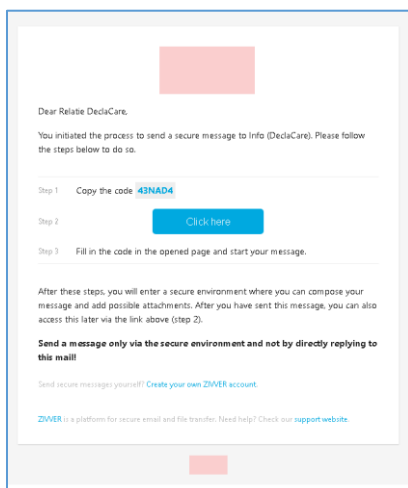 Dear Relatie DeclaCare,
You initiated the process to send a secure message to Info (DeclaCare). Please follow
the steps below to do so.
Step 1 Copy the code 43NAD4
Step 2 Click here
Step 3 Fill in the code in the opened page and start your message.
After these steps, you will enter a secure environment where you can compose your
message and add possible attachments. After you have sent this message, you can also
access this later via the link above (step 2).
Send a message only via the secure environment and not by directly replying to
this mail!
Send secure messages yourself? Create your own ZIVVER account.
ZIVVER is a platform for secure email and file transfer. Need help? Check our support website.